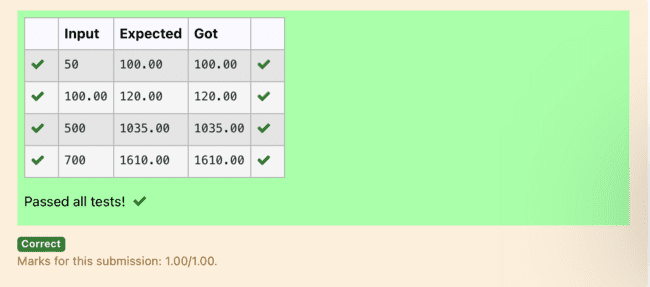 Input Expected Got
50 100.00 100.00
100.00 120.00 120.00
500 1035.00 1035.00
700 1610.00 1610.00
Passed all tests!
Correct
Marks for this submission: 1.00/1.00.